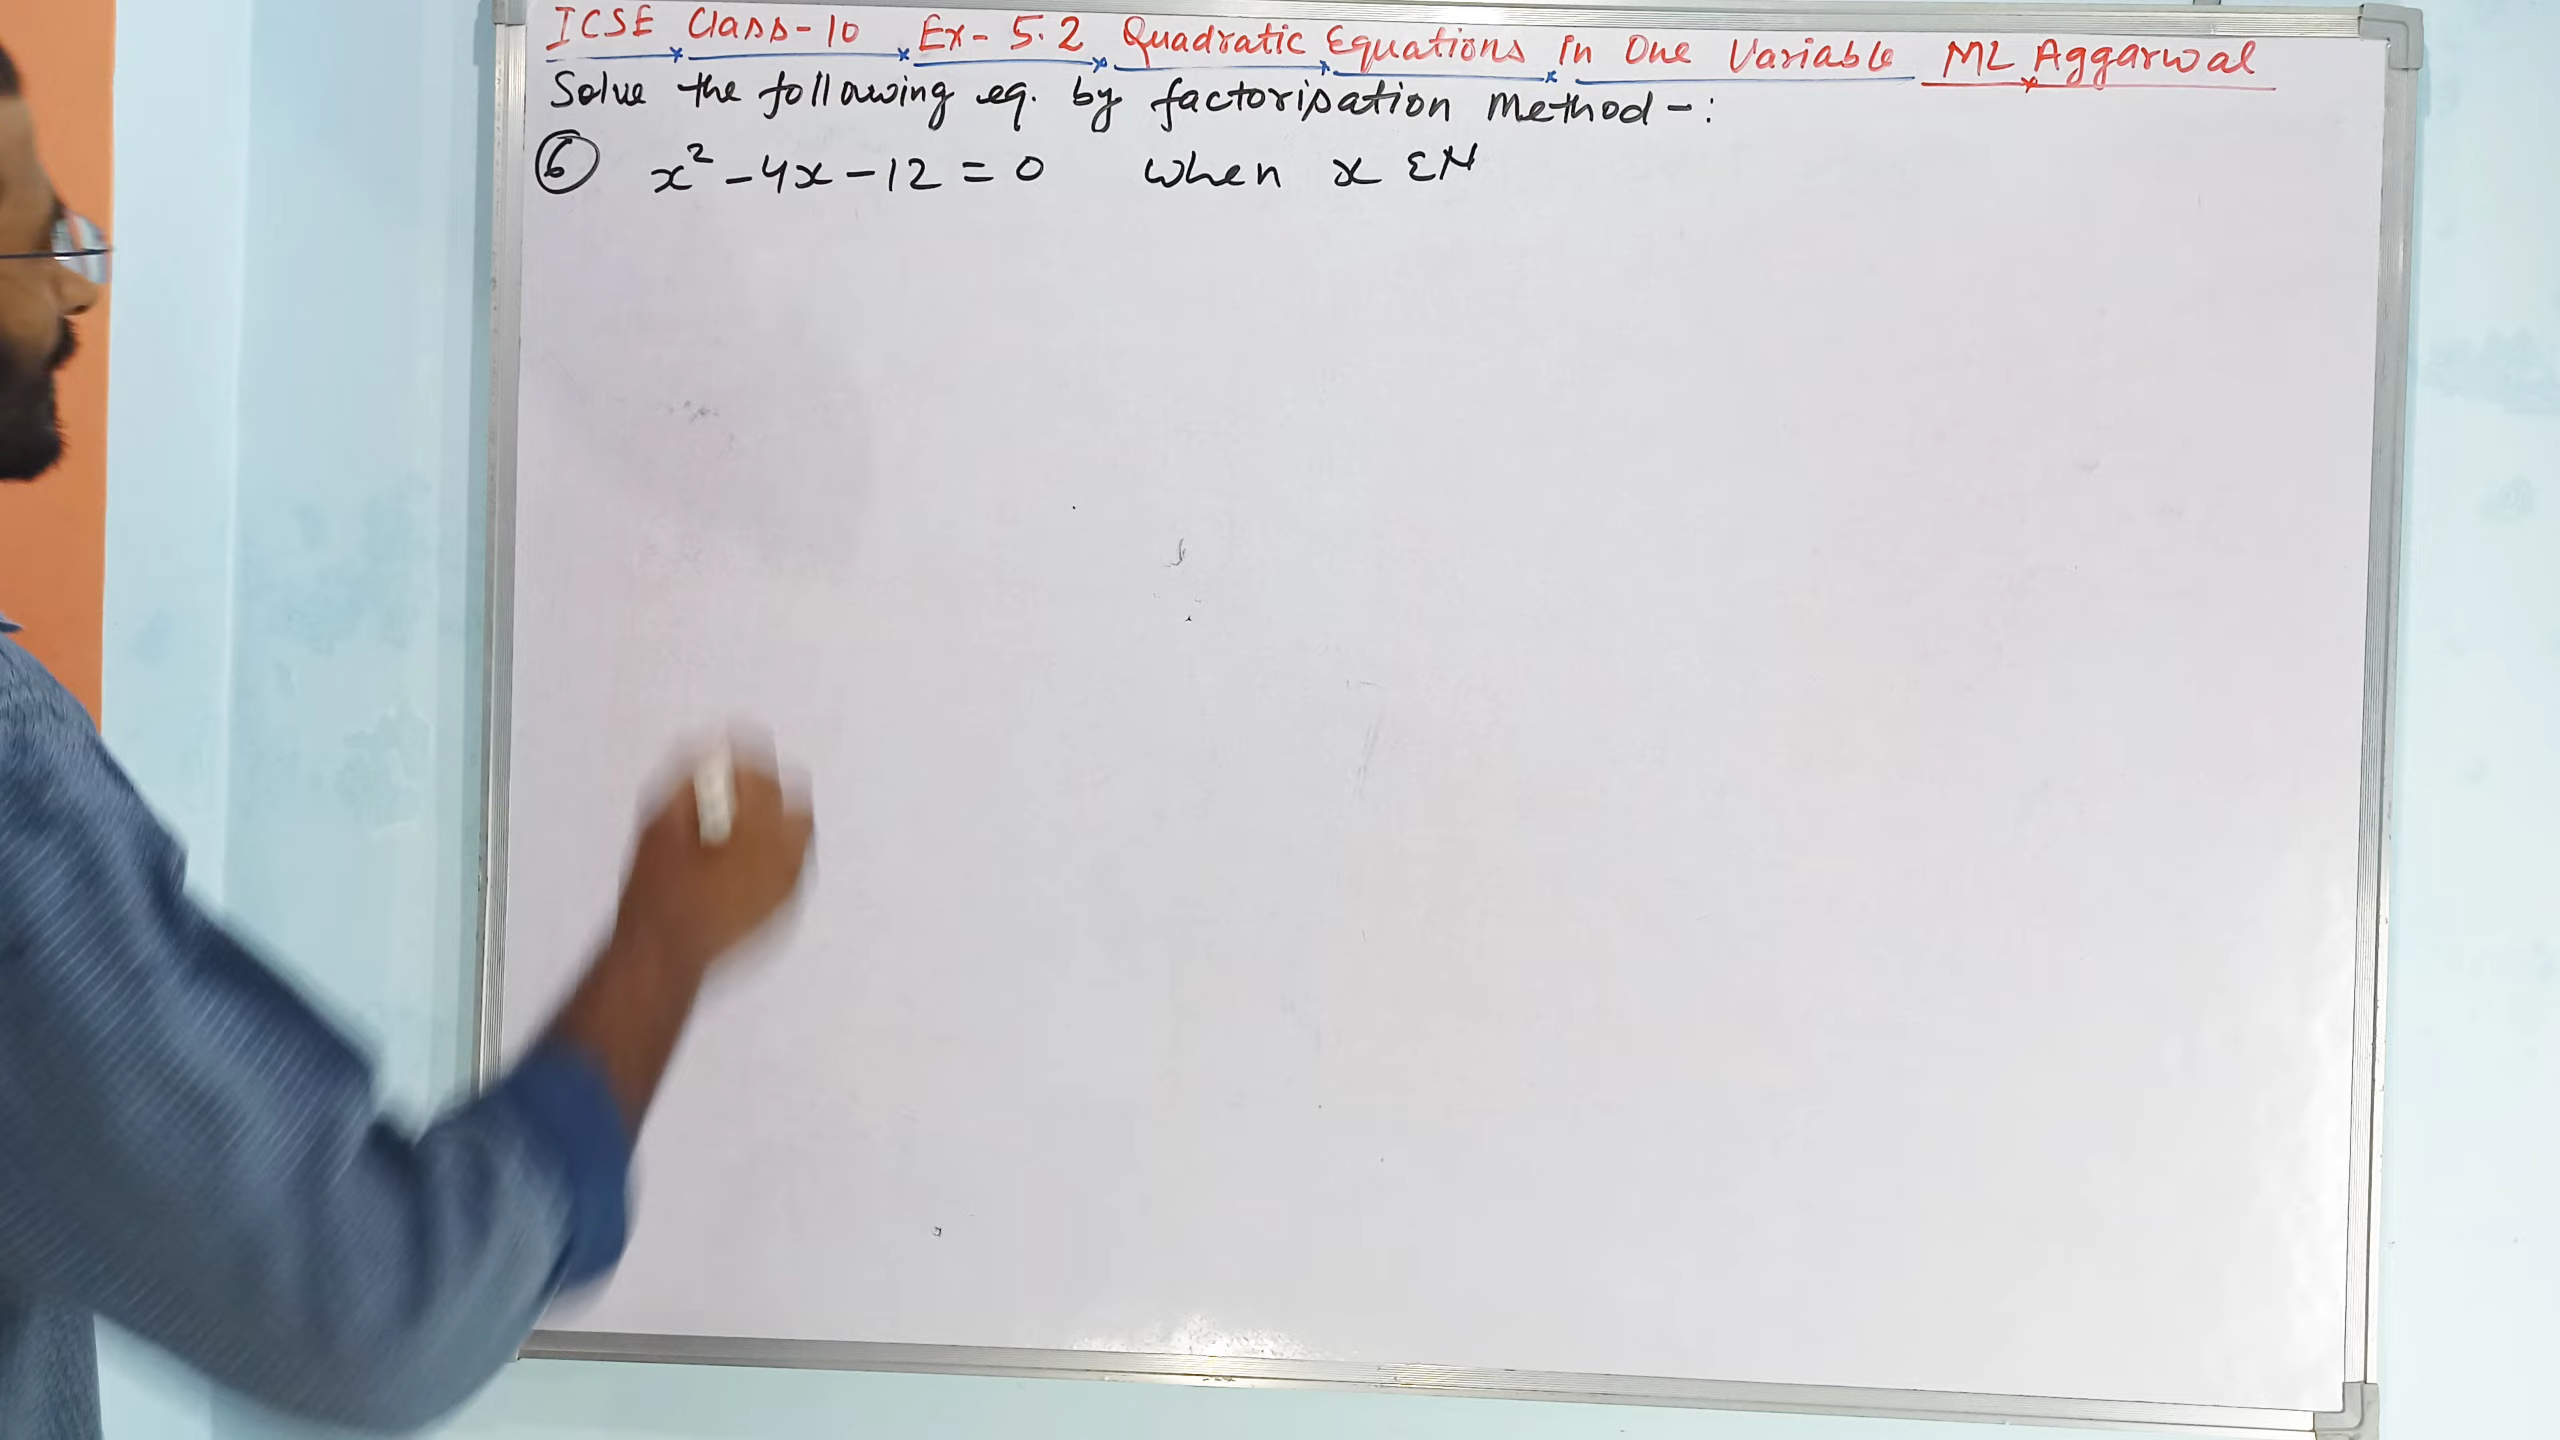 ICSE Class-10 Ex-5.2 Quadratic Equations in One Variable ML Aggarwal
Solve the following eq. by factorisation method-:
⑥ x² - 4x - 12 = 0 when x ∈ N